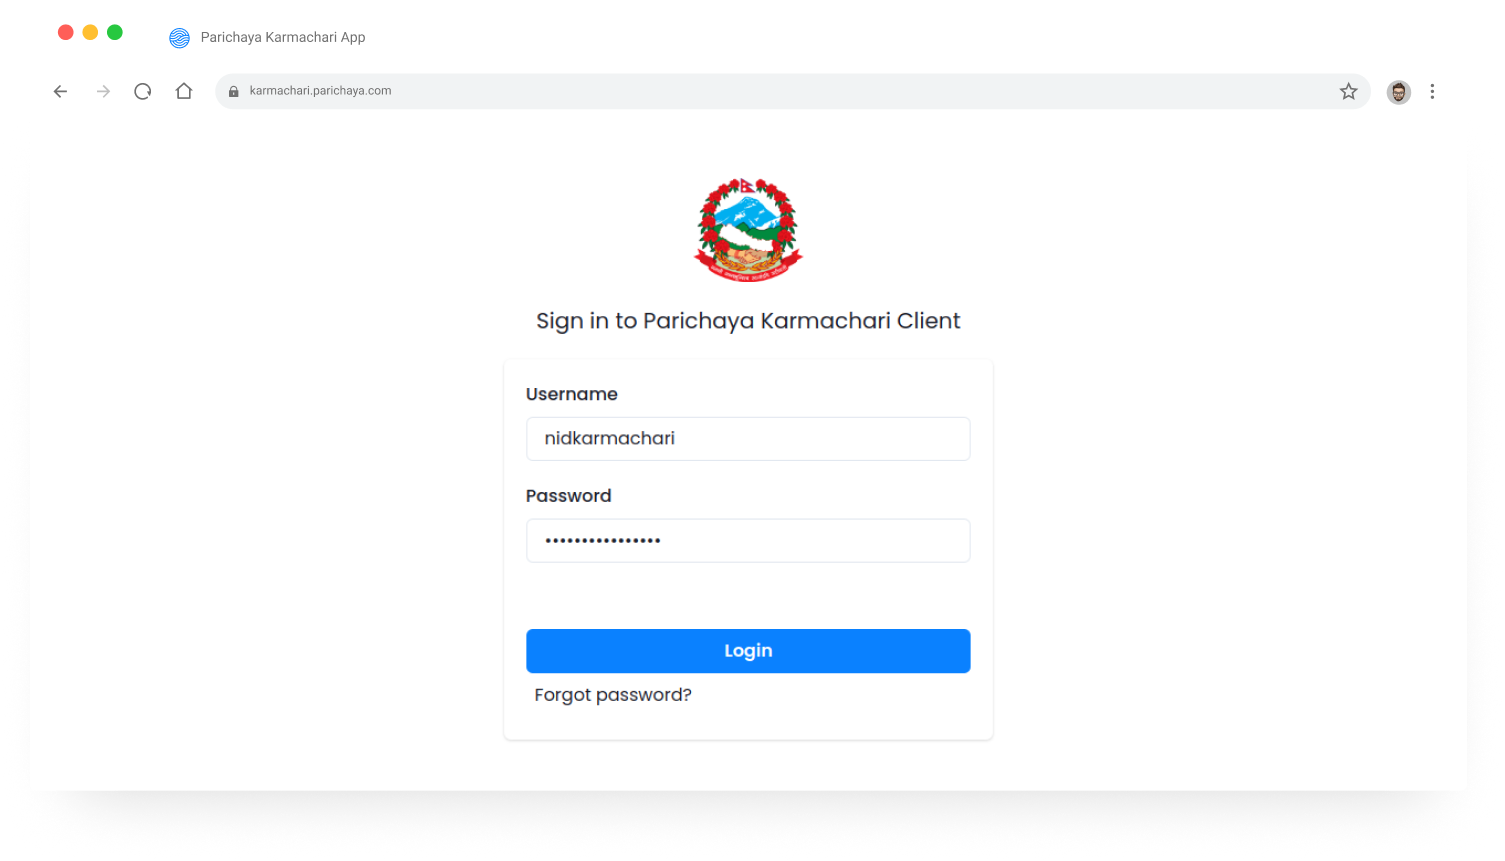 Parichaya Karmachari App
karmachari.parichaya.com
Sign in to Parichaya Karmachari Client
Username
nidkarmachari
Password
••••••••••••••••
Login
Forgot password?